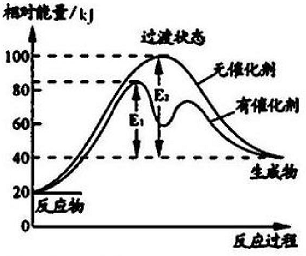 相对能量/kJ
过渡状态
100
无催化剂
80
E₂
有催化剂
60
E₁
40
生成物
20
反应物
0
反应过程